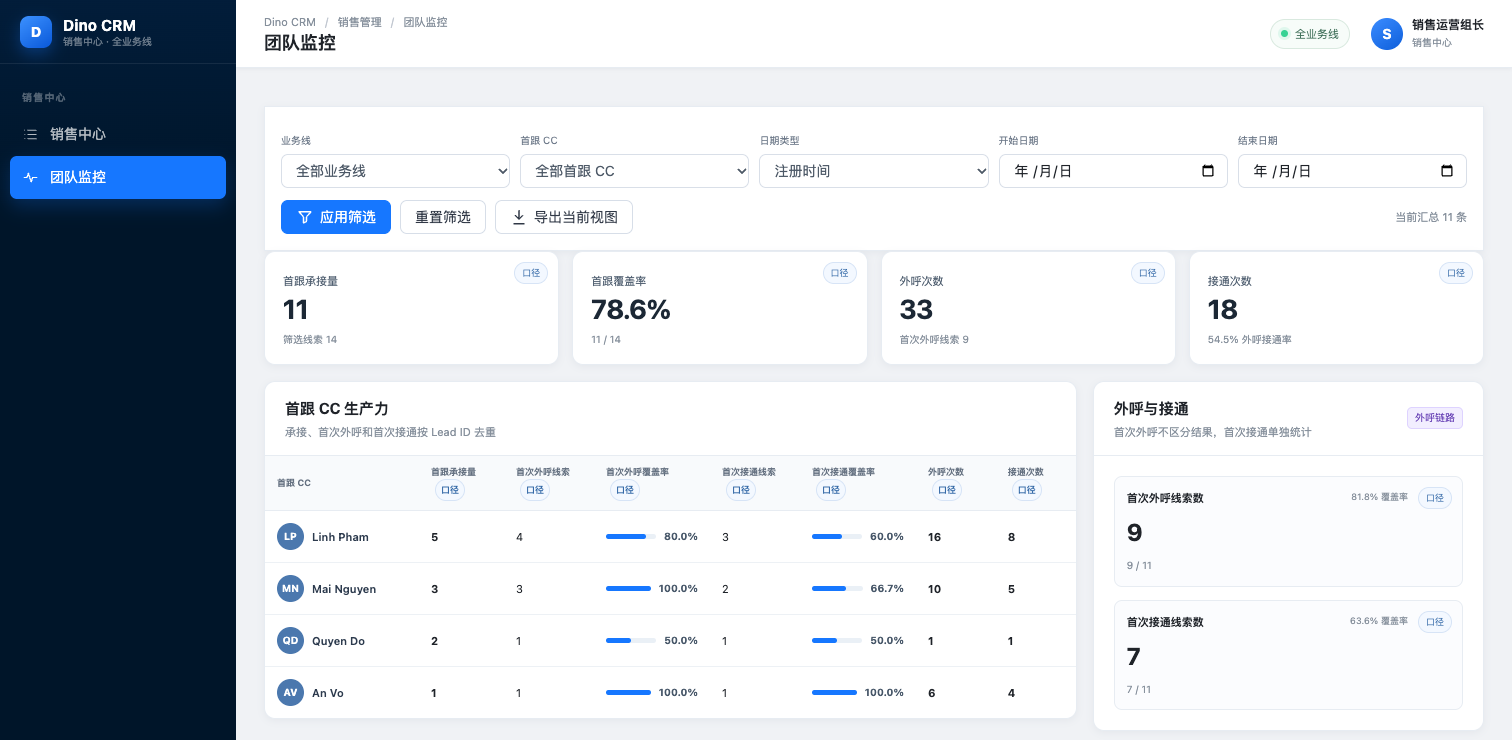 D
Dino CRM
销售中心 · 全业务线
销售中心
销售中心
团队监控
Dino CRM / 销售管理 / 团队监控
团队监控
全业务线
S
销售运营组长
销售中心
业务线
首跟 CC
日期类型
开始日期
结束日期
全部业务线
全部首跟 CC
注册时间
年 /月/日
年 /月/日
应用筛选
重置筛选
导出当前视图
当前汇总 11 条
首跟承接量
口径
11
筛选线索 14
首跟覆盖率
口径
78.6%
11 / 14
外呼次数
口径
33
首次外呼线索 9
接通次数
口径
18
54.5% 外呼接通率
首跟 CC 生产力
承接、首次外呼和首次接通按 Lead ID 去重
首跟 CC
首跟承接量
口径
首次外呼线索
口径
首次外呼覆盖率
口径
首次接通线索
口径
首次接通覆盖率
口径
外呼次数
口径
接通次数
口径
LP Linh Pham 5 4 80.0% 3 60.0% 16 8
MN Mai Nguyen 3 3 100.0% 2 66.7% 10 5
QD Quyen Do 2 1 50.0% 1 50.0% 1 1
AV An Vo 1 1 100.0% 1 100.0% 6 4
外呼与接通
首次外呼不区分结果，首次接通单独统计
外呼链路
首次外呼线索数
81.8% 覆盖率
口径
9
9 / 11
首次接通线索数
63.6% 覆盖率
口径
7
7 / 11